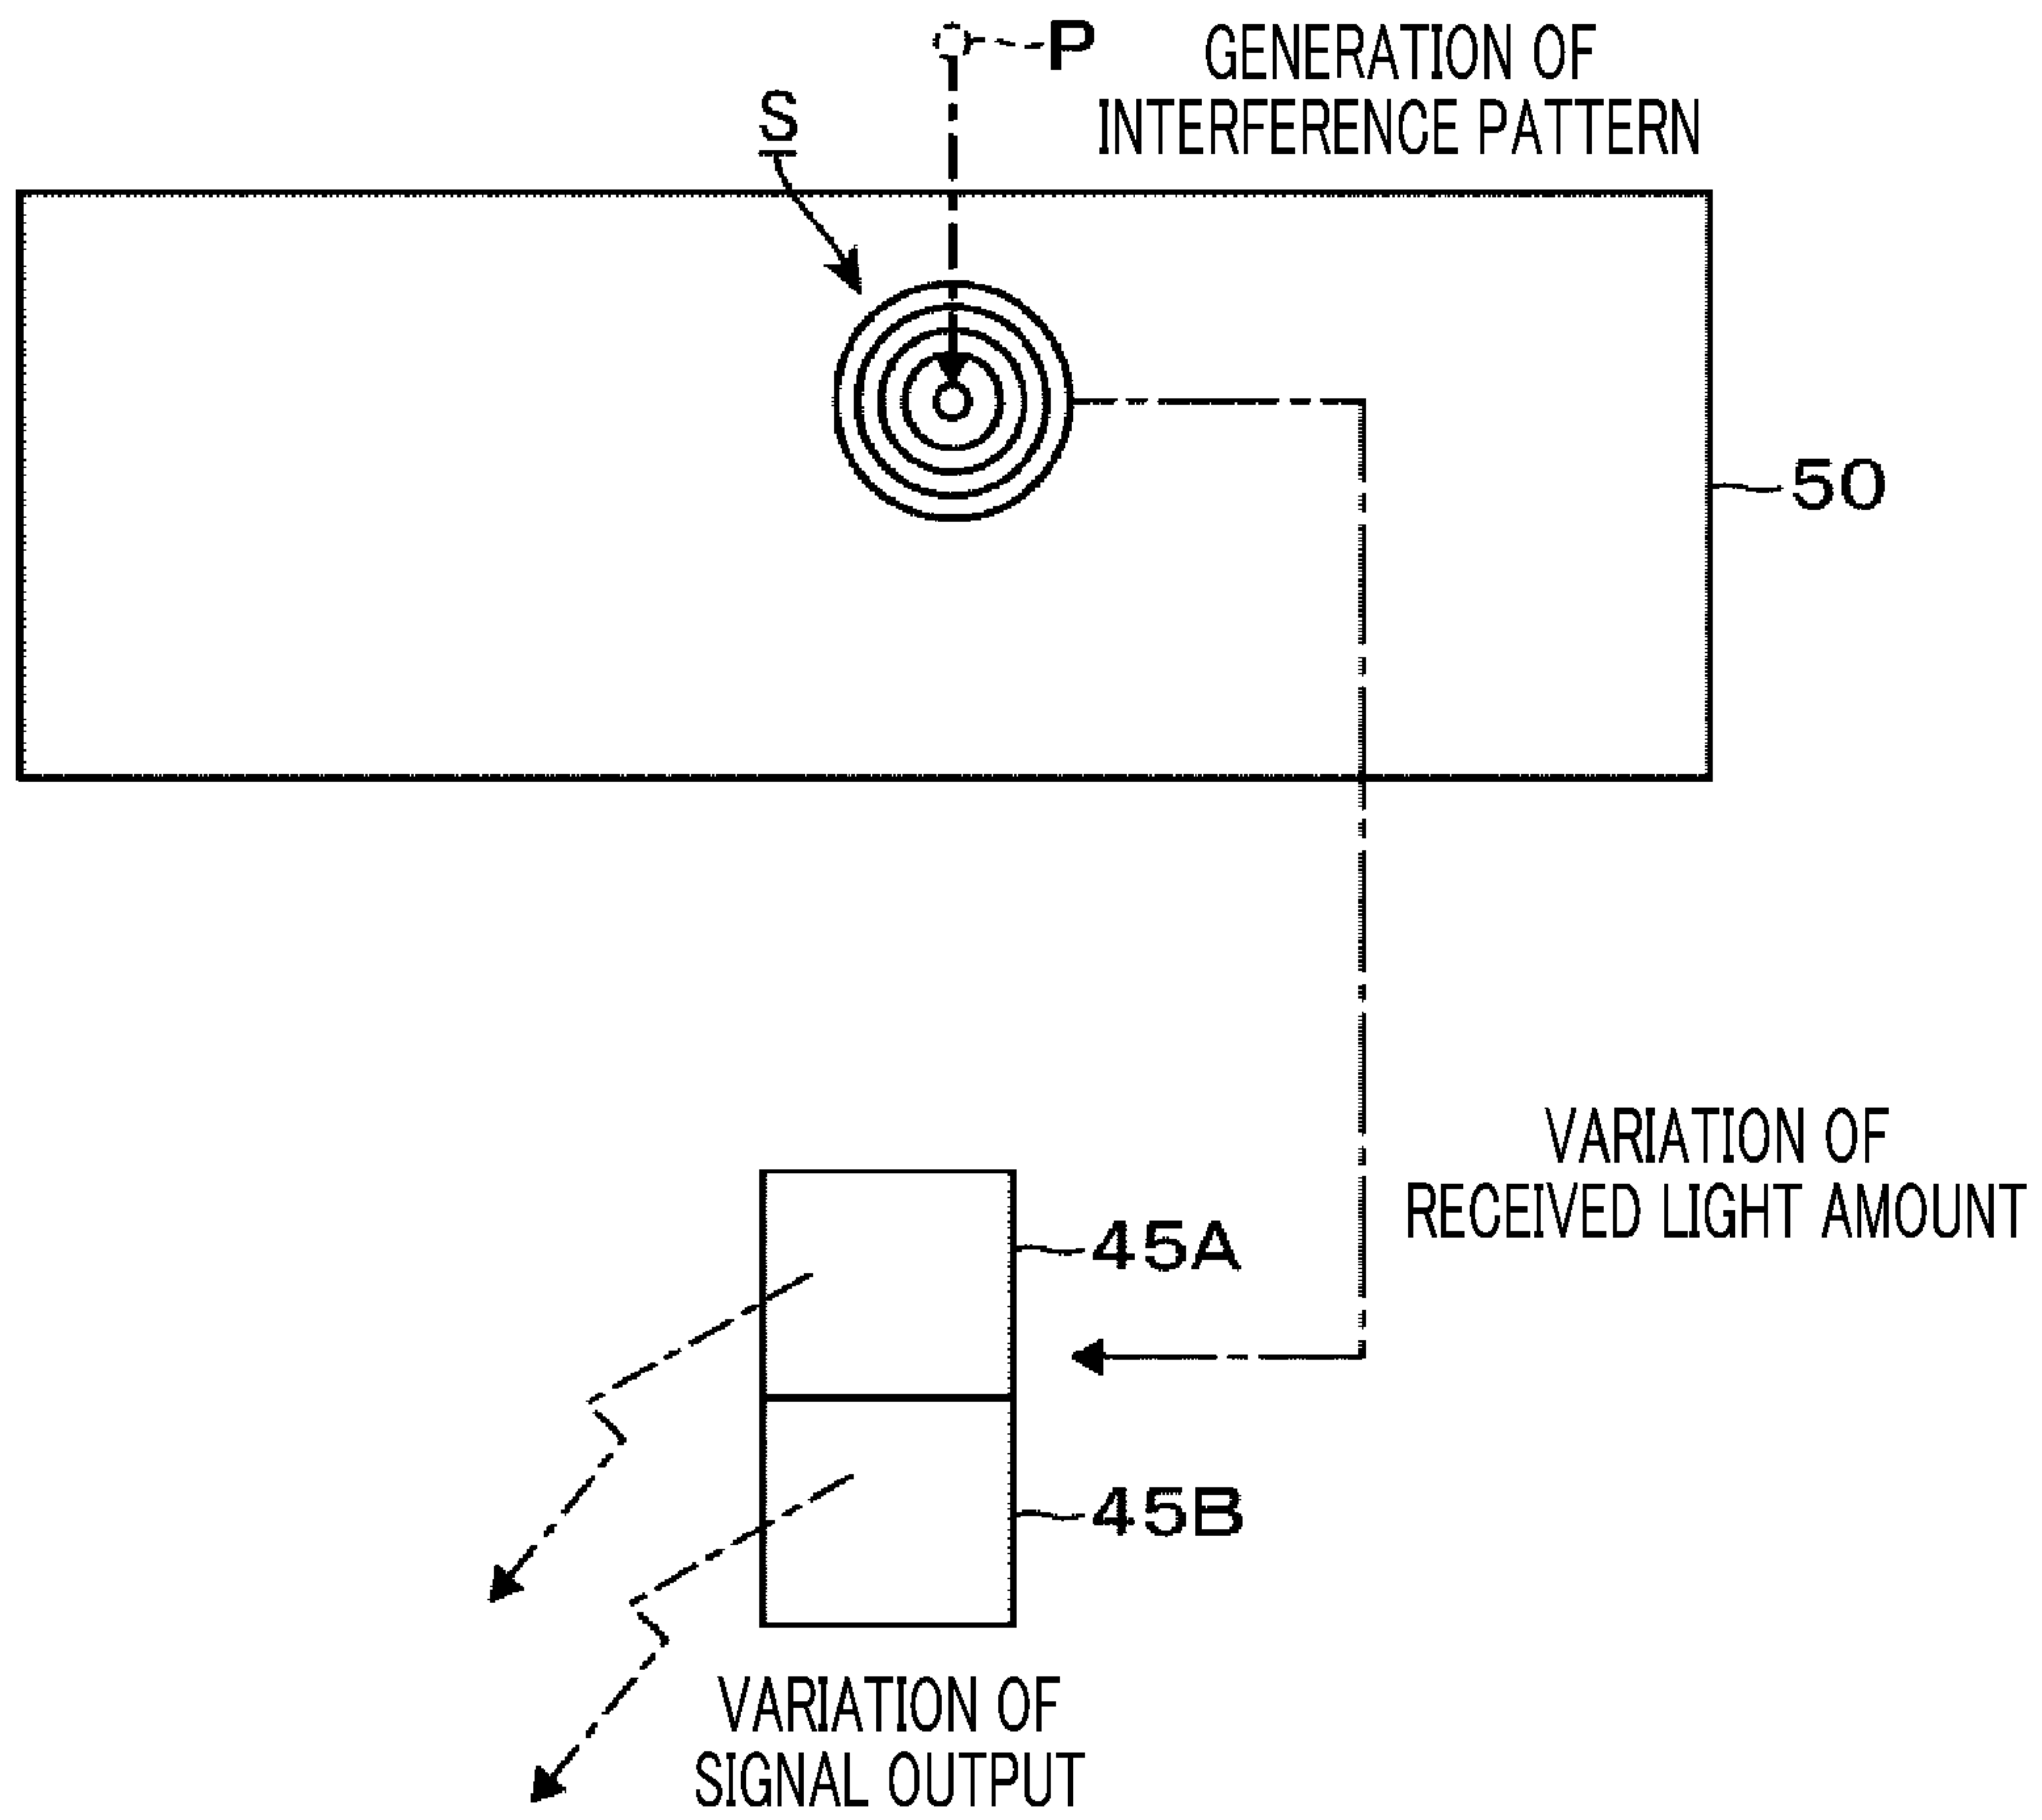 P
GENERATION OF
INTERFERENCE PATTERN
S
50
VARIATION OF
RECEIVED LIGHT AMOUNT
45A
45B
VARIATION OF
SIGNAL OUTPUT